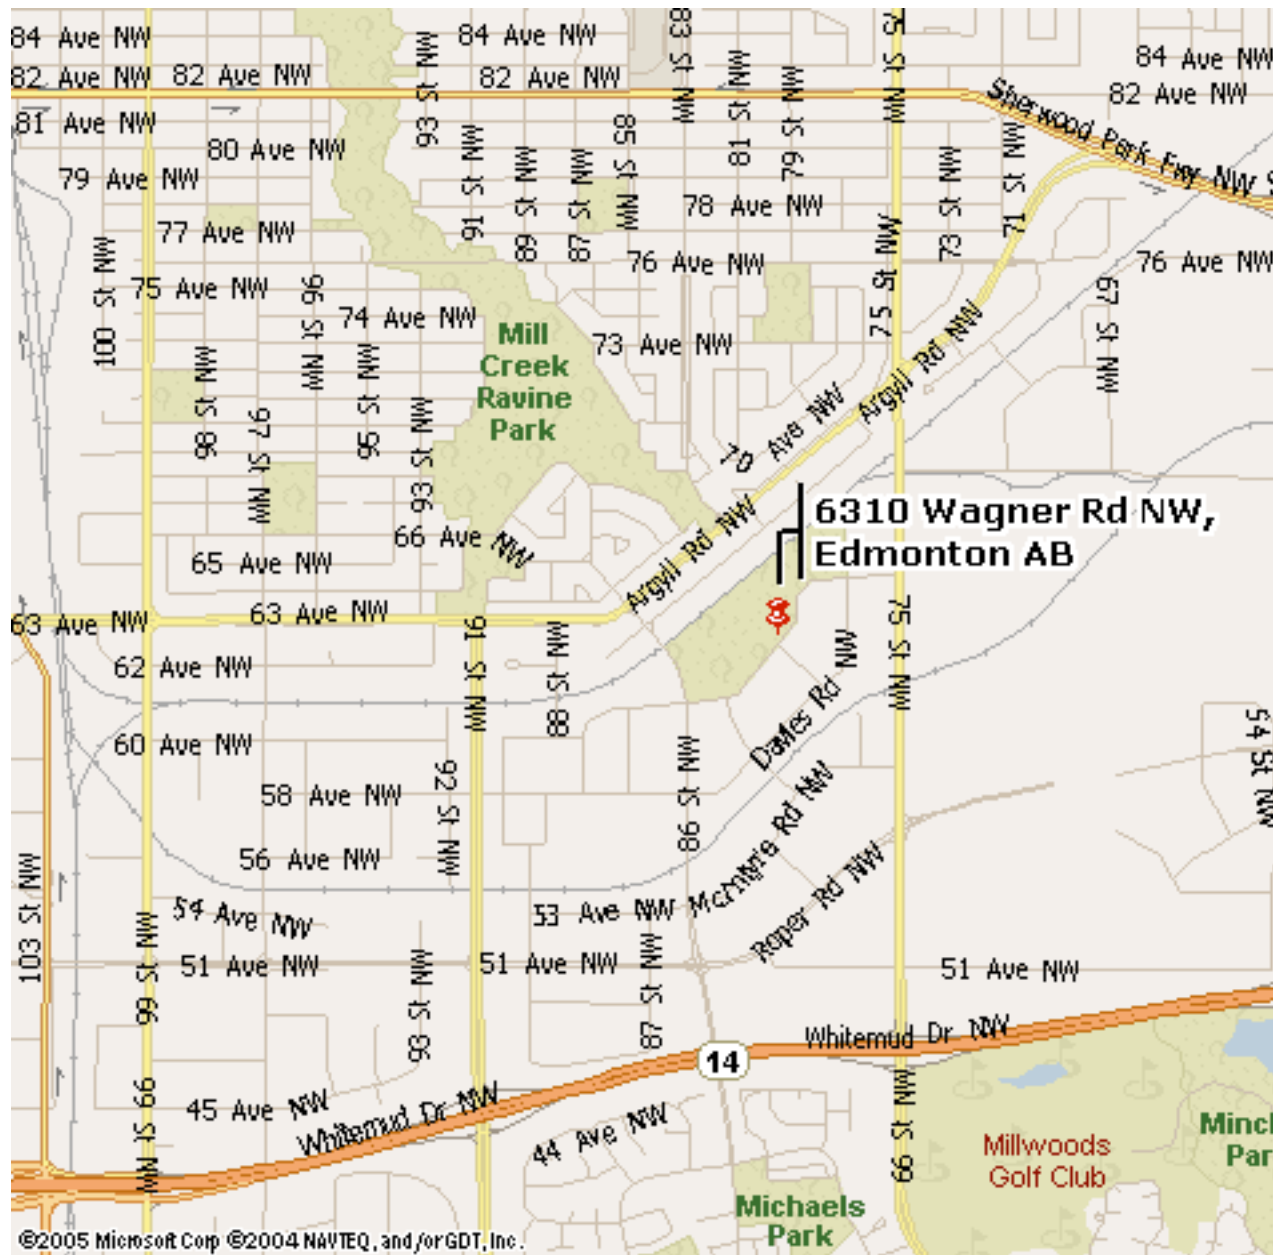 84 Ave NW
93 St NW
84 Ave NW
83 St NW
75 St NW
84 Ave NW
82 Ave NW
82 Ave NW
82 Ave NW
81 St NW
79 St NW
Sherwood Park Fwy NW S
82 Ave NW
81 Ave NW
80 Ave NW
91 St NW
85 St NW
71 St NW
79 Ave NW
89 St NW
87 St NW
73 St NW
78 Ave NW
77 Ave NW
100 St NW
76 Ave NW
75 St NW
76 Ave NW
75 Ave NW
96 St NW
74 Ave NW
67 St NW
Mill
Creek
Ravine
Park
73 Ave NW
Argyll Rd NW
98 St NW
95 St NW
97 St NW
93 St NW
70 Ave NW
66 Ave NW
Argyll Rd NW
6310 Wagner Rd NW,
Edmonton AB
65 Ave NW
63 Ave NW
63 Ave NW
91 St NW
88 St NW
75 St NW
62 Ave NW
Davies Rd NW
60 Ave NW
54 St NW
58 Ave NW
92 St NW
86 St NW
McIntyre Rd NW
56 Ave NW
103 St NW
54 Ave NW
53 Ave NW
Roper Rd NW
99 St NW
51 Ave NW
93 St NW
51 Ave NW
87 St NW
51 Ave NW
Whitemud Dr NW
14
45 Ave NW
Whitemud Dr NW
44 Ave NW
66 St NW
99 St NW
Millwoods
Golf Club
Mincl
Par
Michaels
Park
©2005 Microsoft Corp ©2004 NAVTEQ, and/or GDT, Inc.